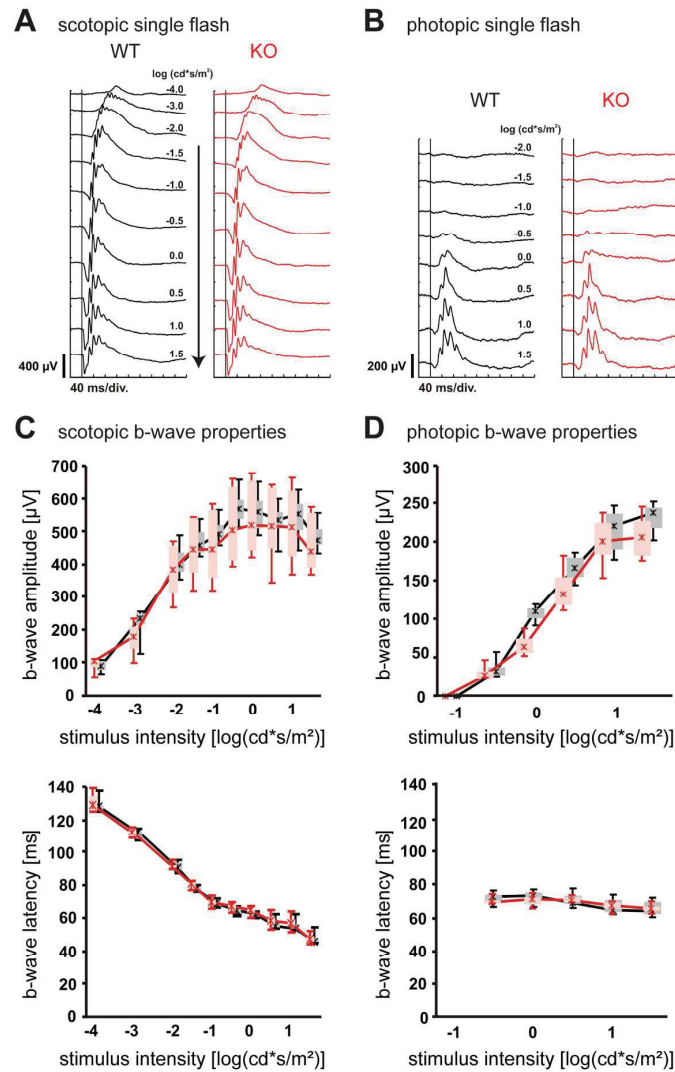 A scotopic single flash
WT
KO
log (cd*s/m²)
-4.0
-3.0
-2.0
-1.5
-1.0
-0.5
0.0
0.5
1.0
1.5
400 µV
40 ms/div.
B photopic single flash
WT
KO
log (cd*s/m²)
-2.0
-1.5
-1.0
-0.5
0.0
0.5
1.0
1.5
200 µV
40 ms/div.
C scotopic b-wave properties
b-wave amplitude [µV]
700
600
500
400
300
200
100
0
-4 -3 -2 -1 0 1
stimulus intensity [log(cd*s/m²)]
D photopic b-wave properties
b-wave amplitude [µV]
300
250
200
150
100
50
0
-1 0 1
stimulus intensity [log(cd*s/m²)]
b-wave latency [ms]
140
120
100
80
60
40
20
0
-4 -3 -2 -1 0 1
stimulus intensity [log(cd*s/m²)]
b-wave latency [ms]
140
120
100
80
60
40
20
0
-1 0 1
stimulus intensity [log(cd*s/m²)]